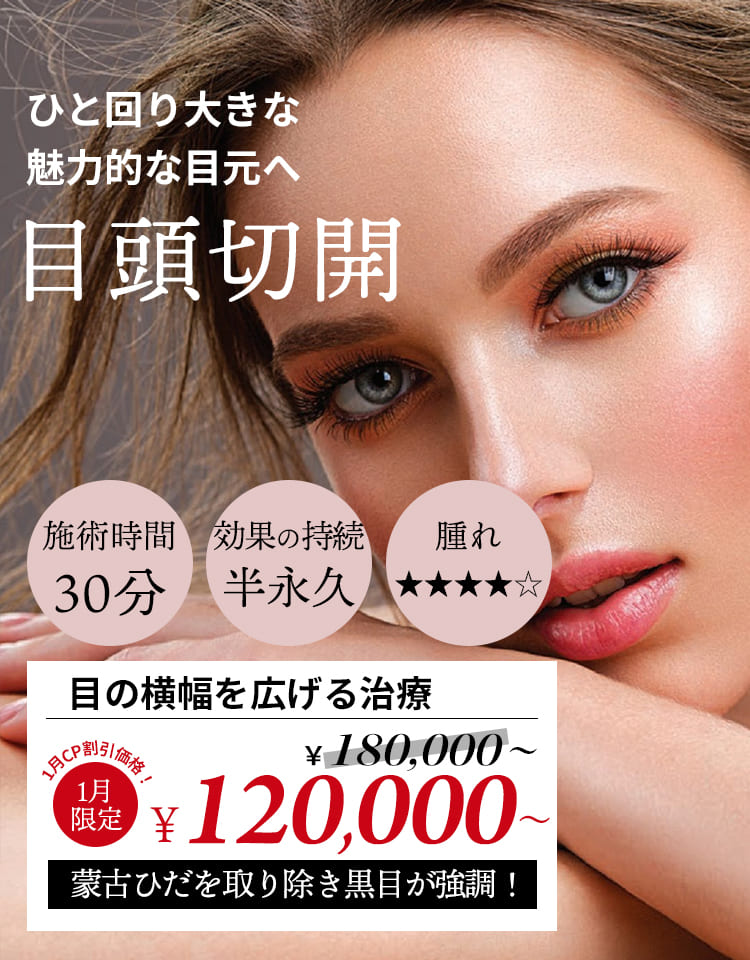 ひと回り大きな
魅力的な目元へ
目頭切開
施術時間
30分
効果の持続
半永久
腫れ
★★★★☆
目の横幅を広げる治療
¥180,000~
1月CP割引価格!
1月
限定
¥120,000~
蒙古ひだを取り除き黒目が強調!